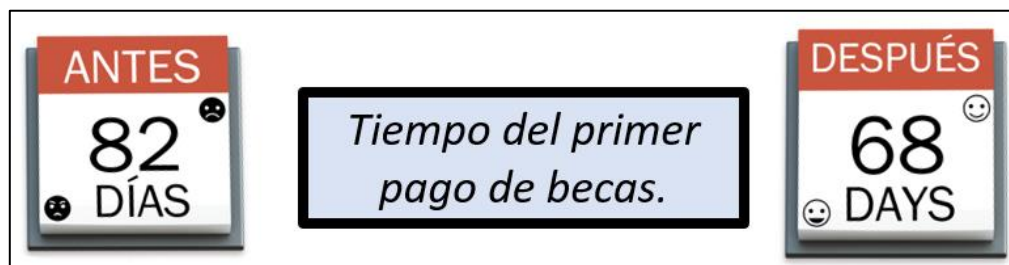 ANTES
82
DÍAS
Tiempo del primer
pago de becas.
DESPUÉS
68
DAYS